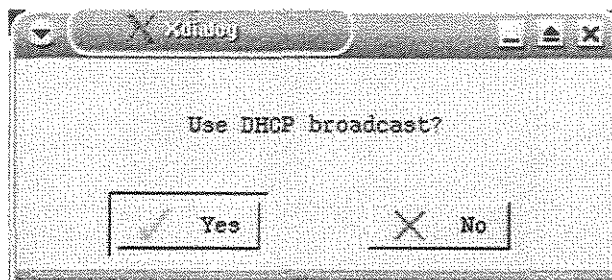 Xdialog
Use DHCP broadcast?
Yes
No